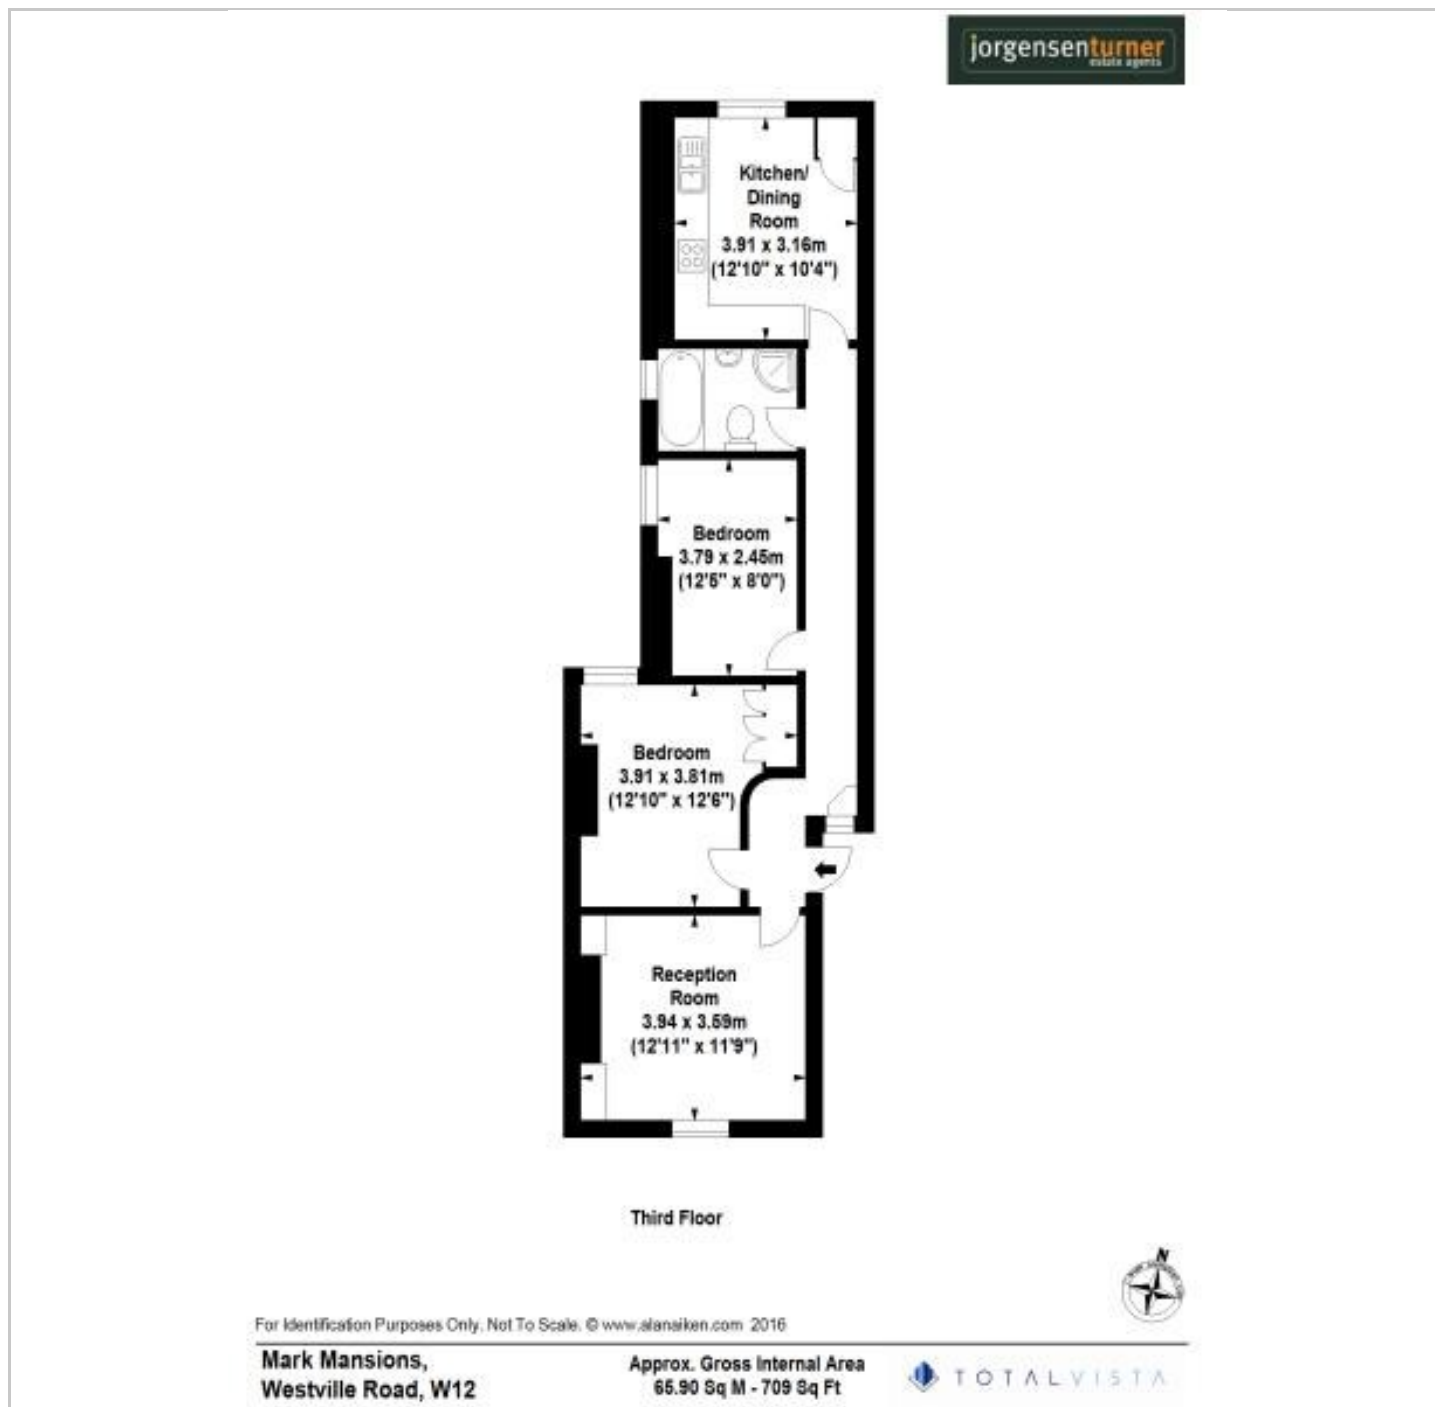 jorgensenturner
estate agents
Kitchen/
Dining
Room
3.91 x 3.16m
(12'10" x 10'4")
Bedroom
3.79 x 2.45m
(12'5" x 8'0")
Bedroom
3.91 x 3.81m
(12'10" x 12'6")
Reception
Room
3.94 x 3.59m
(12'11" x 11'9")
Third Floor
N
For Identification Purposes Only. Not To Scale. © www.alanaiken.com 2016
Mark Mansions,
Westville Road, W12
Approx. Gross Internal Area
65.90 Sq M - 709 Sq Ft
TOTALVISTA